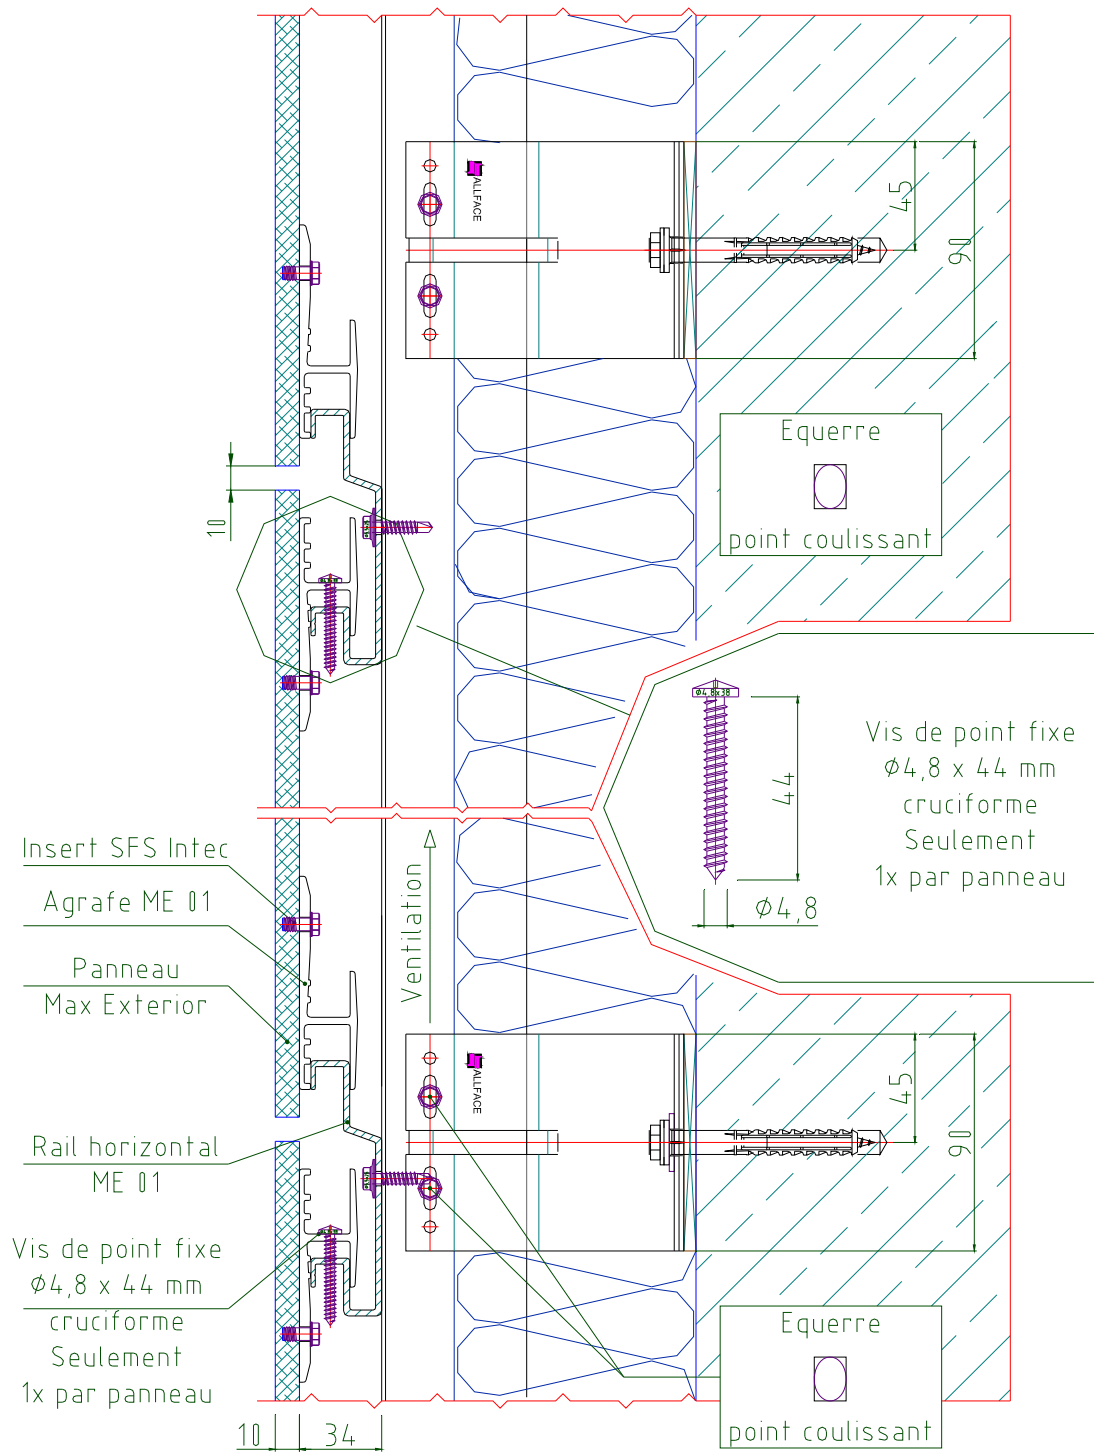 ALLFACE
45
90
Equerre
point coulissant
10
Ø4,8x38
44
Ø4,8
Vis de point fixe
Ø4,8 x 44 mm
cruciforme
Seulement
1x par panneau
Insert SFS Intec
Agrafe ME 01
Panneau
Max Exterior
Rail horizontal
ME 01
Vis de point fixe
Ø4,8 x 44 mm
cruciforme
Seulement
1x par panneau
Ventilation
ALLFACE
45
90
Equerre
point coulissant
10
34